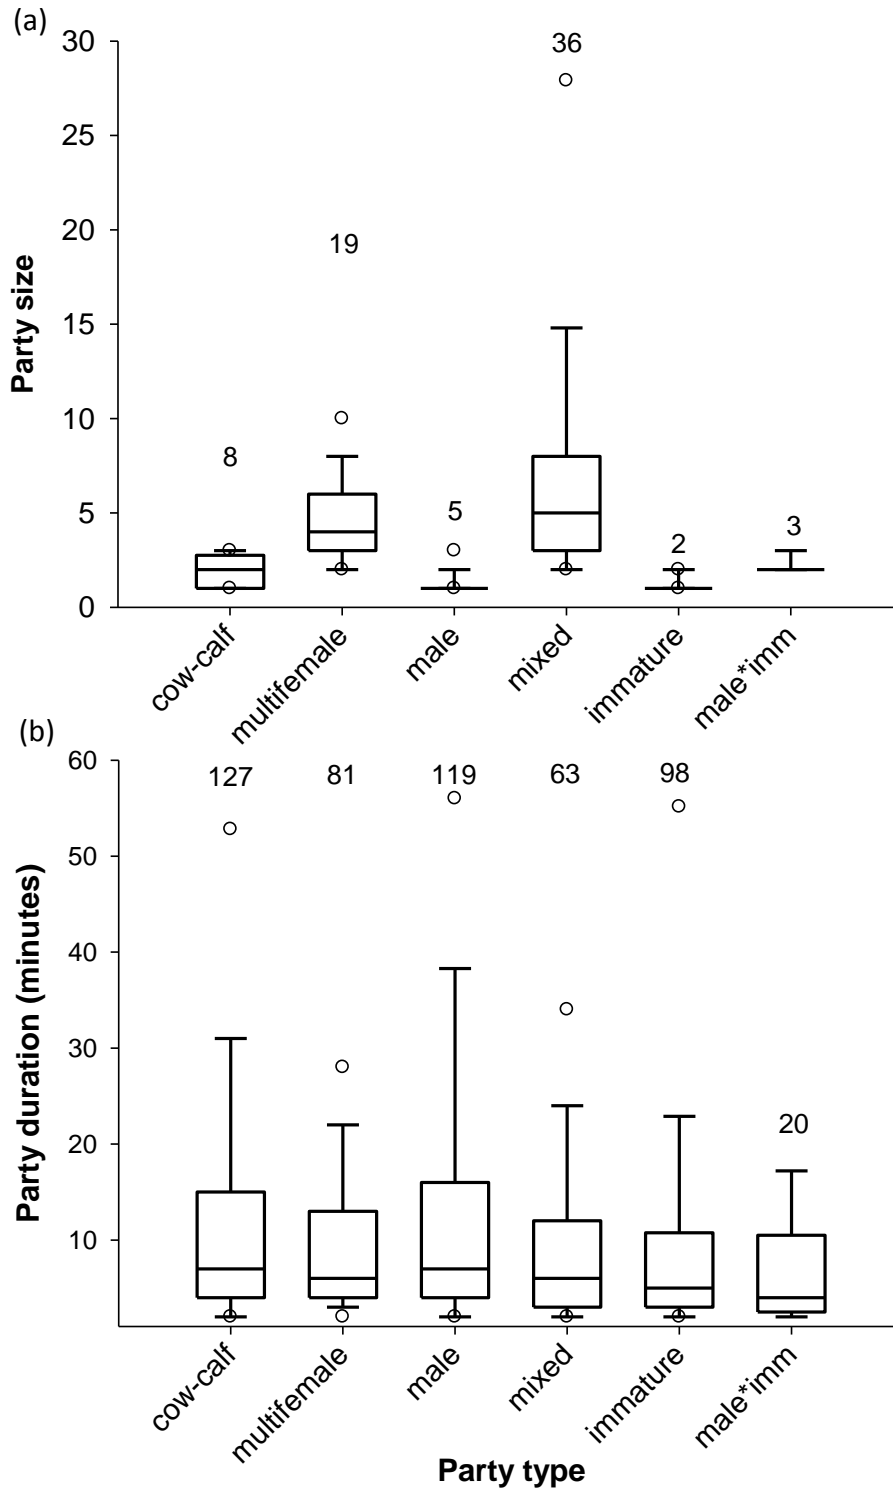 (a)
30
36
25
20
19
Party size
15
10
8
5
5
2
3
0
cow-calf
multifemale
male
mixed
immature
male*imm
(b)
60
127
81
119
63
98
50
40
Party duration (minutes)
30
20
20
10
cow-calf
multifemale
male
mixed
immature
male*imm
Party type